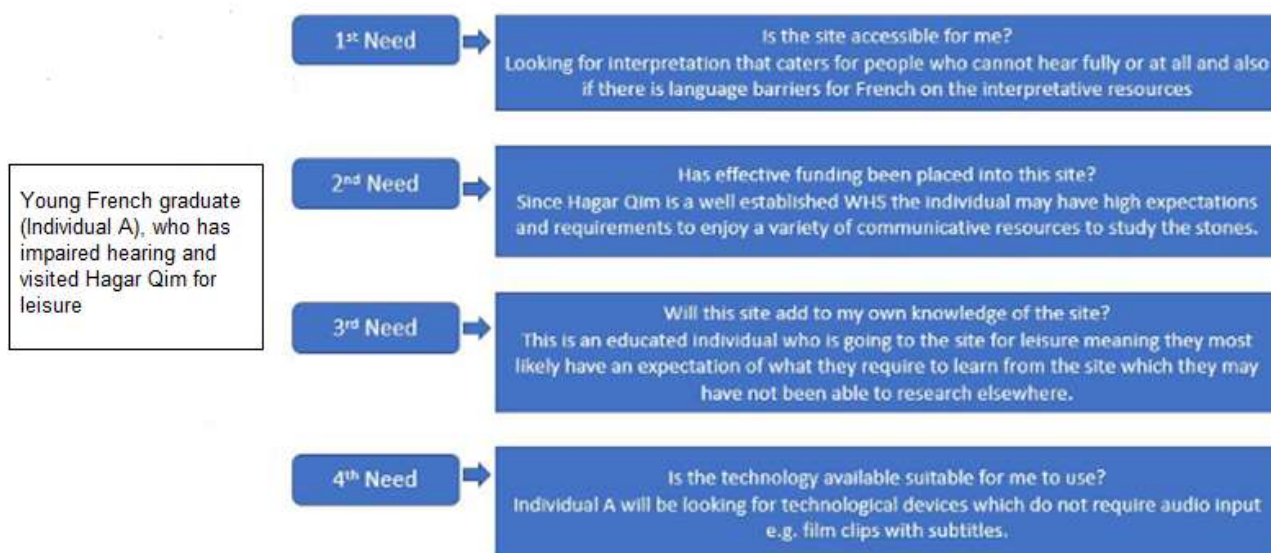 Young French graduate
(Individual A), who has
impaired hearing and
visited Hagar Qim for
leisure
1st Need
Is the site accessible for me?
Looking for interpretation that caters for people who cannot hear fully or at all and also
if there is language barriers for French on the interpretative resources
2nd Need
Has effective funding been placed into this site?
Since Hagar Qim is a well established WHS the individual may have high expectations
and requirements to enjoy a variety of communicative resources to study the stones.
3rd Need
Will this site add to my own knowledge of the site?
This is an educated individual who is going to the site for leisure meaning they most
likely have an expectation of what they require to learn from the site which they may
have not been able to research elsewhere.
4th Need
Is the technology available suitable for me to use?
Individual A will be looking for technological devices which do not require audio input
e.g. film clips with subtitles.